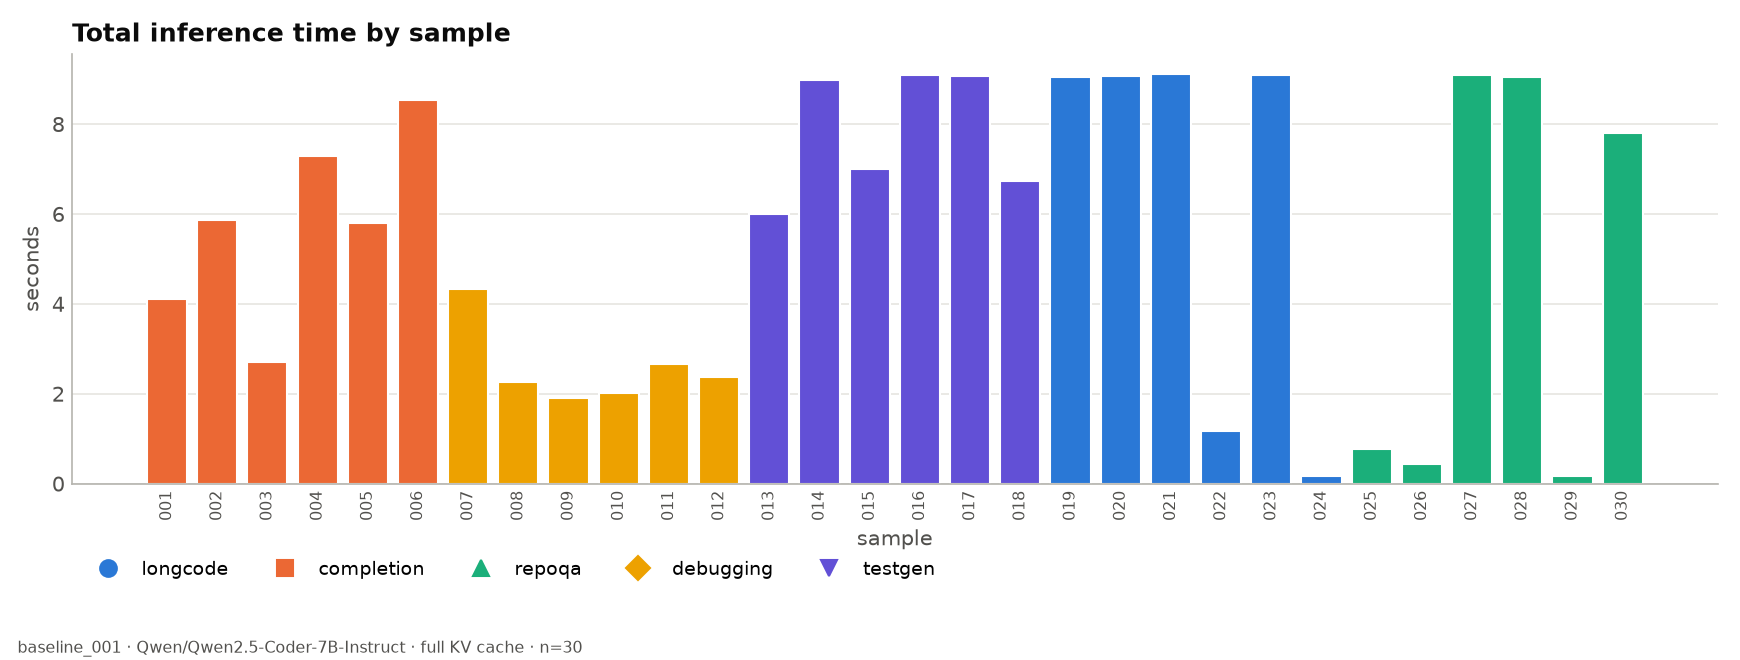 Total inference time by sample
seconds
8
6
4
2
0
001 002 003 004 005 006 007 008 009 010 011 012 013 014 015 016 017 018 019 020 021 022 023 024 025 026 027 028 029 030
sample
longcode completion repoqa debugging testgen
baseline_001 · Qwen/Qwen2.5-Coder-7B-Instruct · full KV cache · n=30